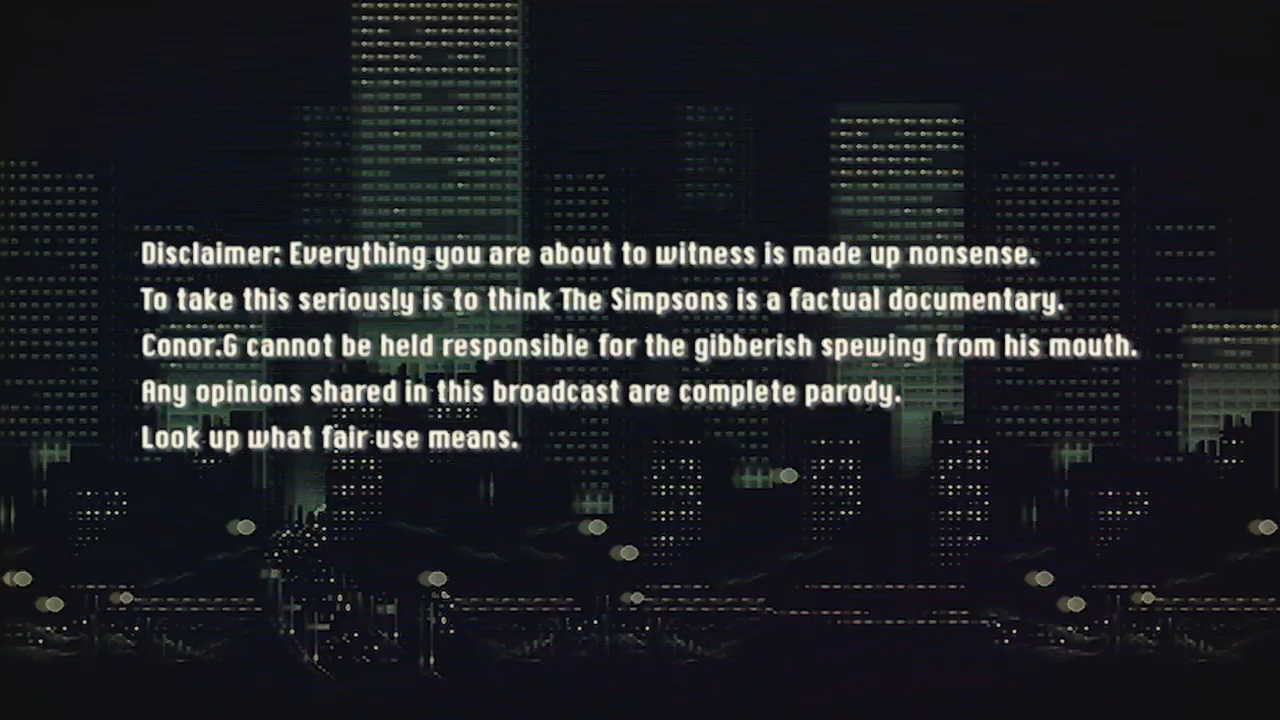 Disclaimer: Everything you are about to witness is made up nonsense.
To take this seriously is to think The Simpsons is a factual documentary.
Conor.G cannot be held responsible for the gibberish spewing from his mouth.
Any opinions shared in this broadcast are complete parody.
Look up what fair use means.